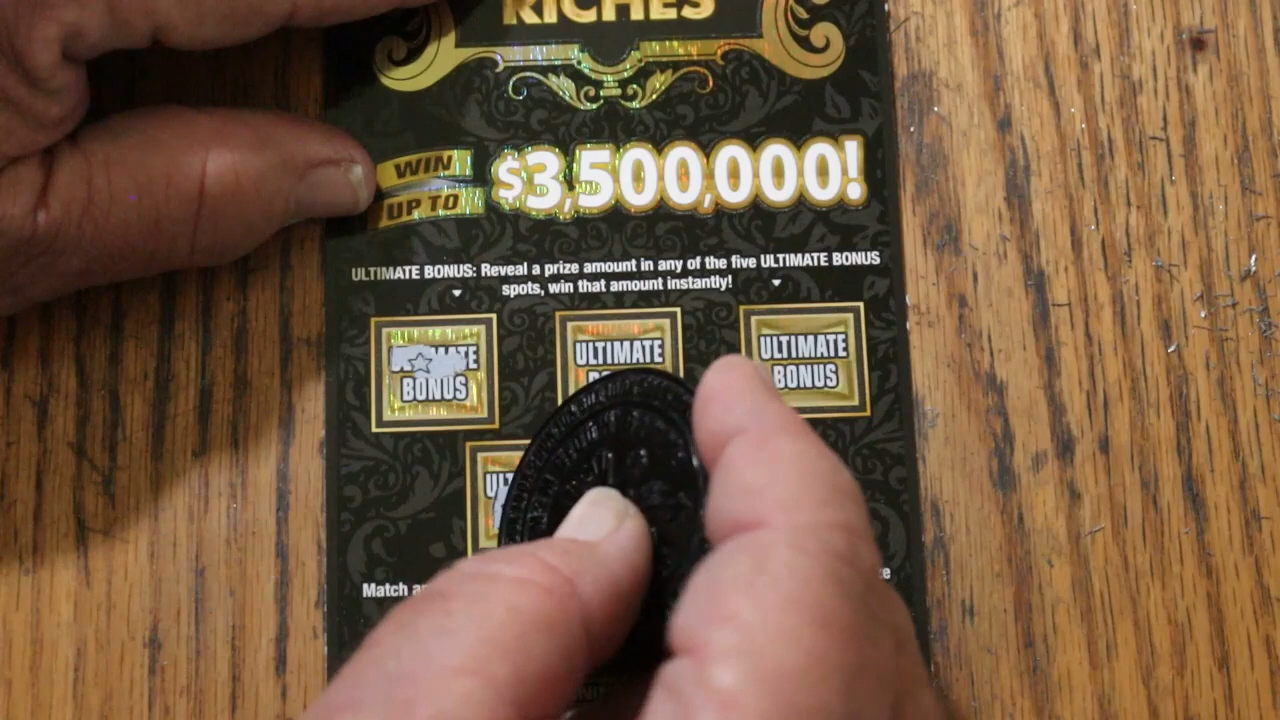 RICHES
WIN
UP TO
$3,500,000!
ULTIMATE BONUS: Reveal a prize amount in any of the five ULTIMATE BONUS
spots, win that amount instantly!
BONUS
ULTIMATE
ULTIMATE
BONUS
Match